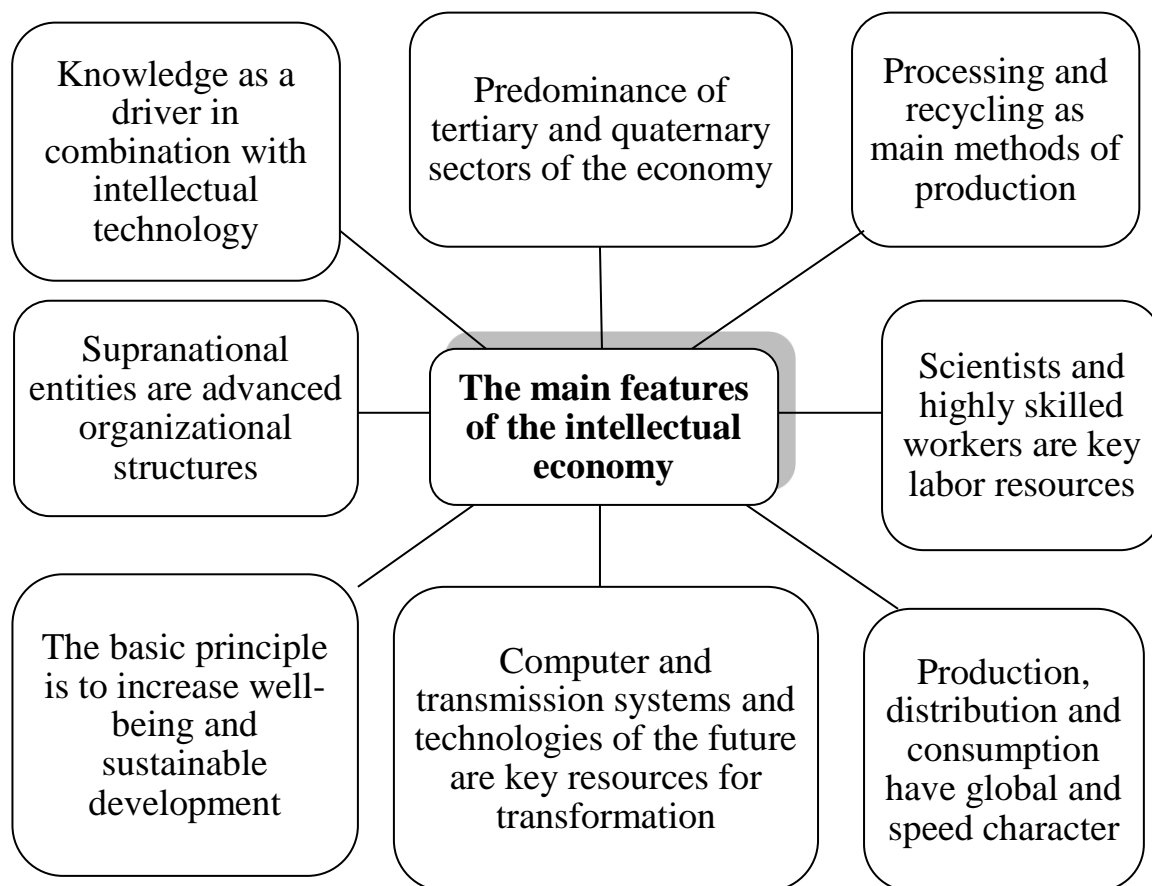 Knowledge as a
driver in
combination with
intellectual
technology
Predominance of
tertiary and quaternary
sectors of the economy
Processing and
recycling as
main methods of
production
Supranational
entities are advanced
organizational
structures
The main features
of the intellectual
economy
Scientists and
highly skilled
workers are key
labor resources
The basic principle
is to increase well-
being and
sustainable
development
Computer and
transmission systems and
technologies of the future
are key resources for
transformation
Production,
distribution and
consumption
have global and
speed character